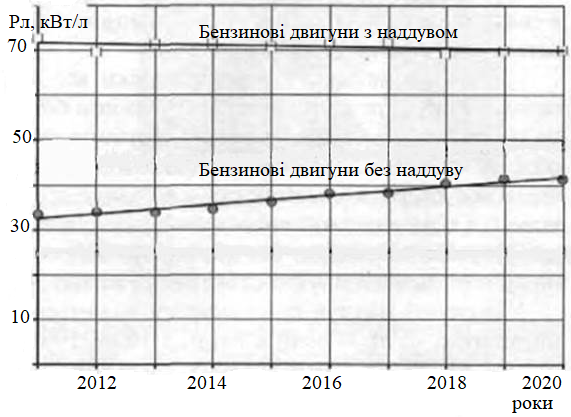 Рл, кВт/л
Бензинові двигуни з наддувом
70
50
Бензинові двигуни без наддуву
30
10
2012 2014 2016 2018 2020
роки